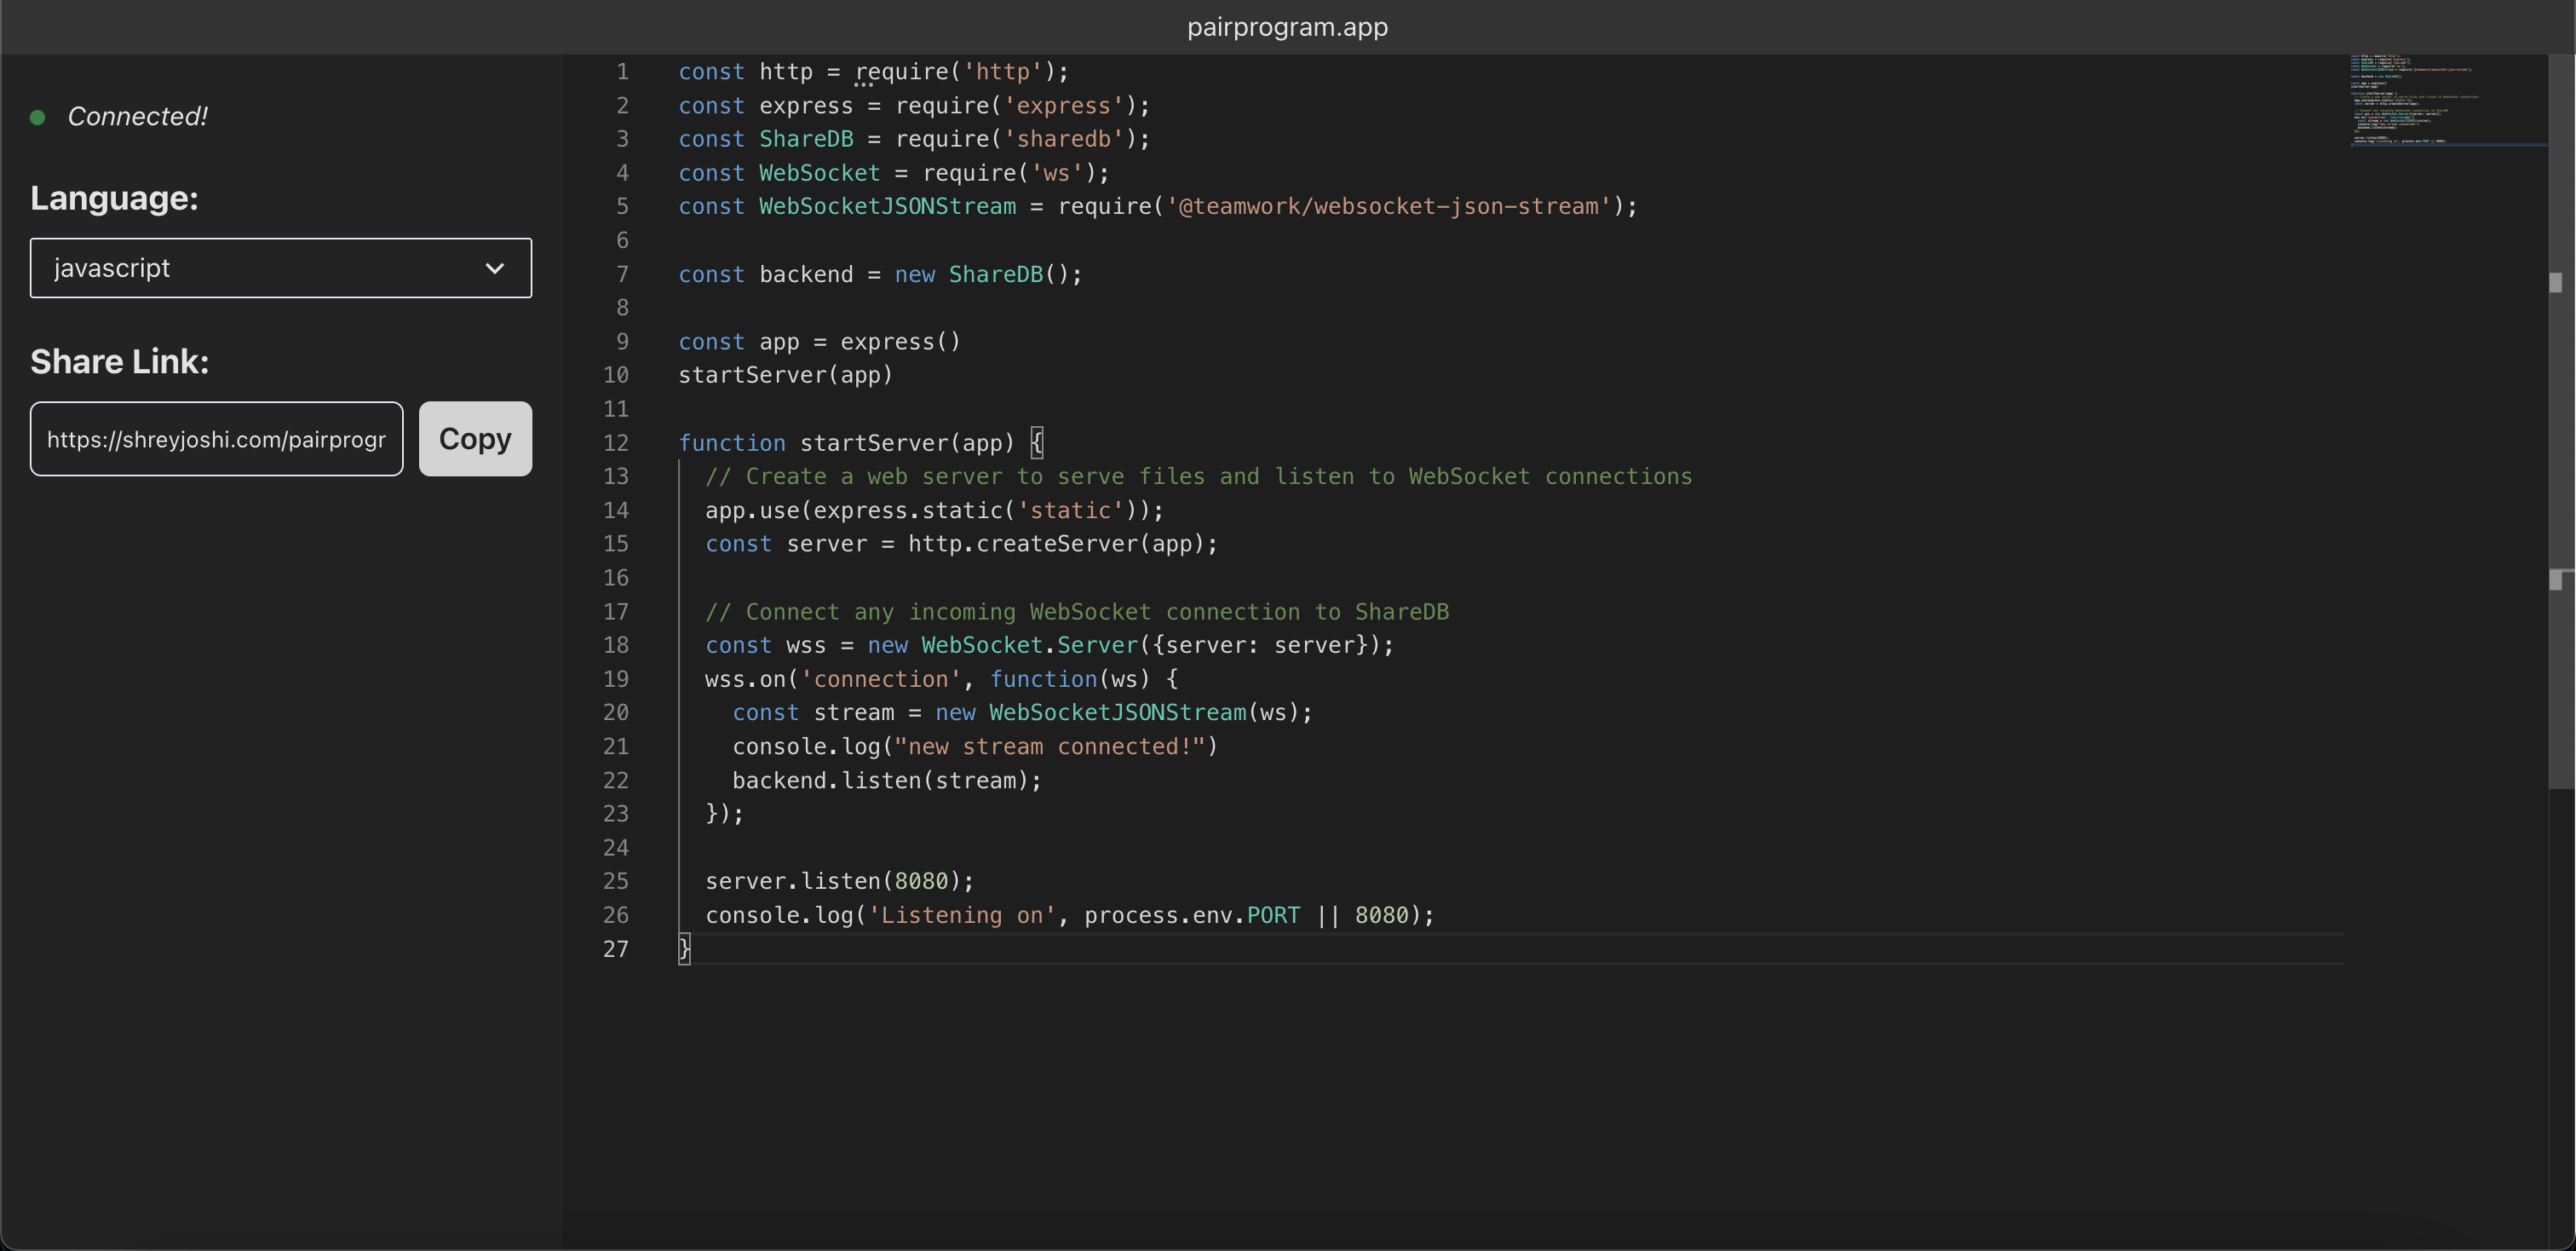 pairprogram.app
Connected!
Language:
javascript
Share Link:
https://shreyjoshi.com/pairprogr
Copy
1 const http = require('http');
2 const express = require('express');
3 const ShareDB = require('sharedb');
4 const WebSocket = require('ws');
5 const WebSocketJSONStream = require('@teamwork/websocket-json-stream');
6
7 const backend = new ShareDB();
8
9 const app = express()
10 startServer(app)
11
12 function startServer(app) {
13   // Create a web server to serve files and listen to WebSocket connections
14   app.use(express.static('static'));
15   const server = http.createServer(app);
16
17   // Connect any incoming WebSocket connection to ShareDB
18   const wss = new WebSocket.Server({server: server});
19   wss.on('connection', function(ws) {
20     const stream = new WebSocketJSONStream(ws);
21     console.log("new stream connected!")
22     backend.listen(stream);
23   });
24
25   server.listen(8080);
26   console.log('Listening on', process.env.PORT || 8080);
27 }